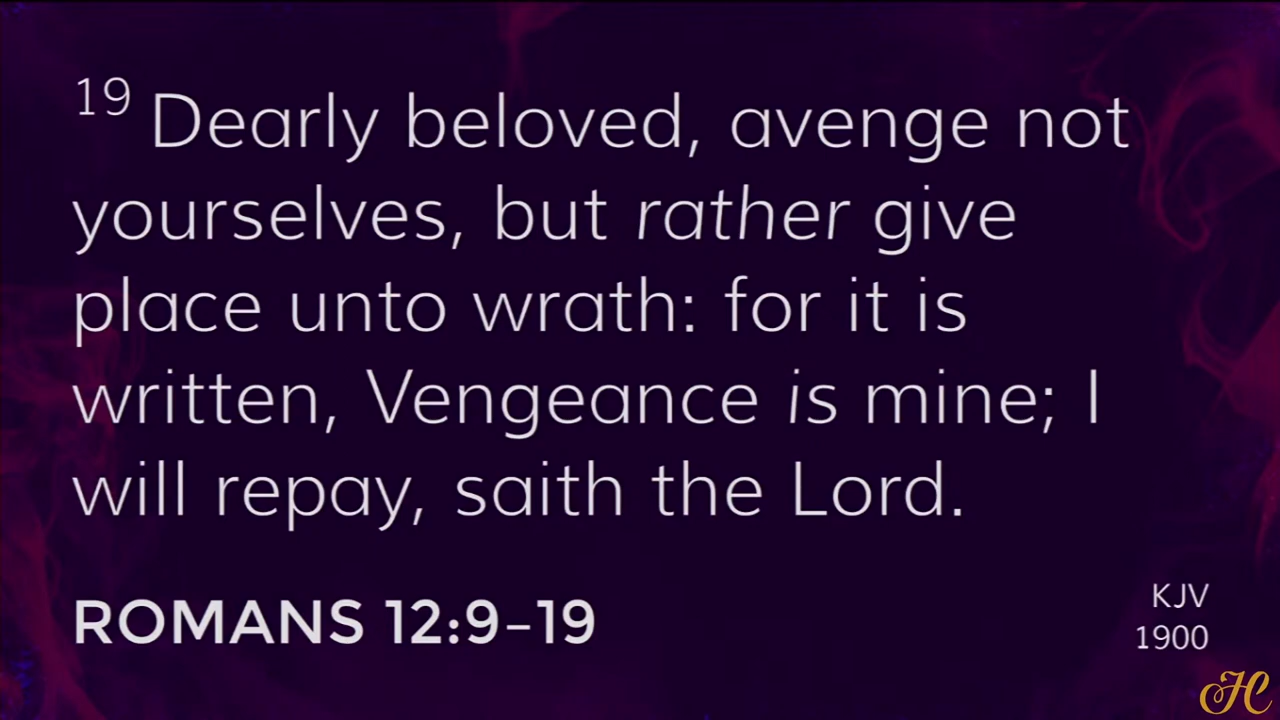 19 Dearly beloved, avenge not
yourselves, but rather give
place unto wrath: for it is
written, Vengeance is mine; I
will repay, saith the Lord.
ROMANS 12:9–19
KJV
1900
H